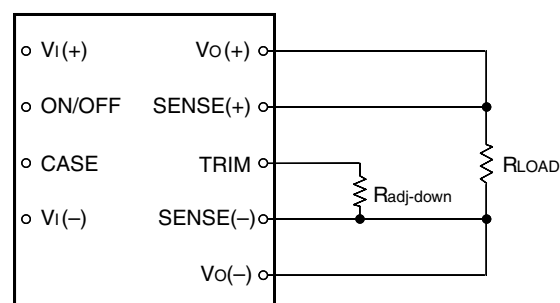 VI(+) VO(+)
ON/OFF SENSE(+)
CASE TRIM RLOAD
Radj-down
VI(–) SENSE(–)
VO(–)